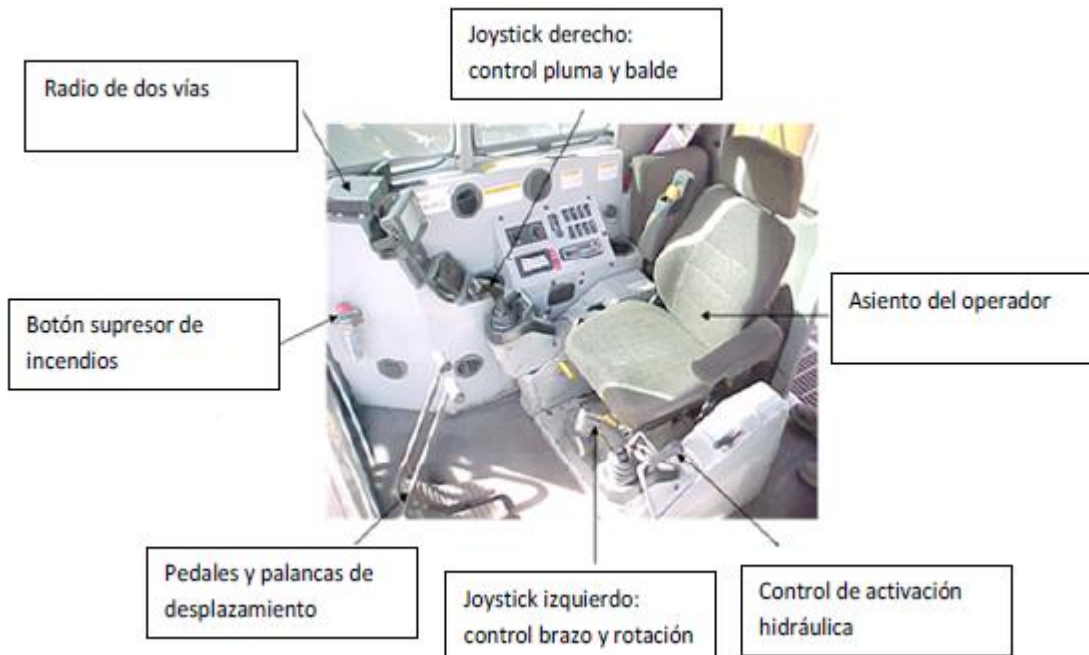 Joystick derecho:
control pluma y balde
Radio de dos vías
Asiento del operador
Botón supresor de
incendios
Pedales y palancas de
desplazamiento
Joystick izquierdo:
control brazo y rotación
Control de activación
hidráulica